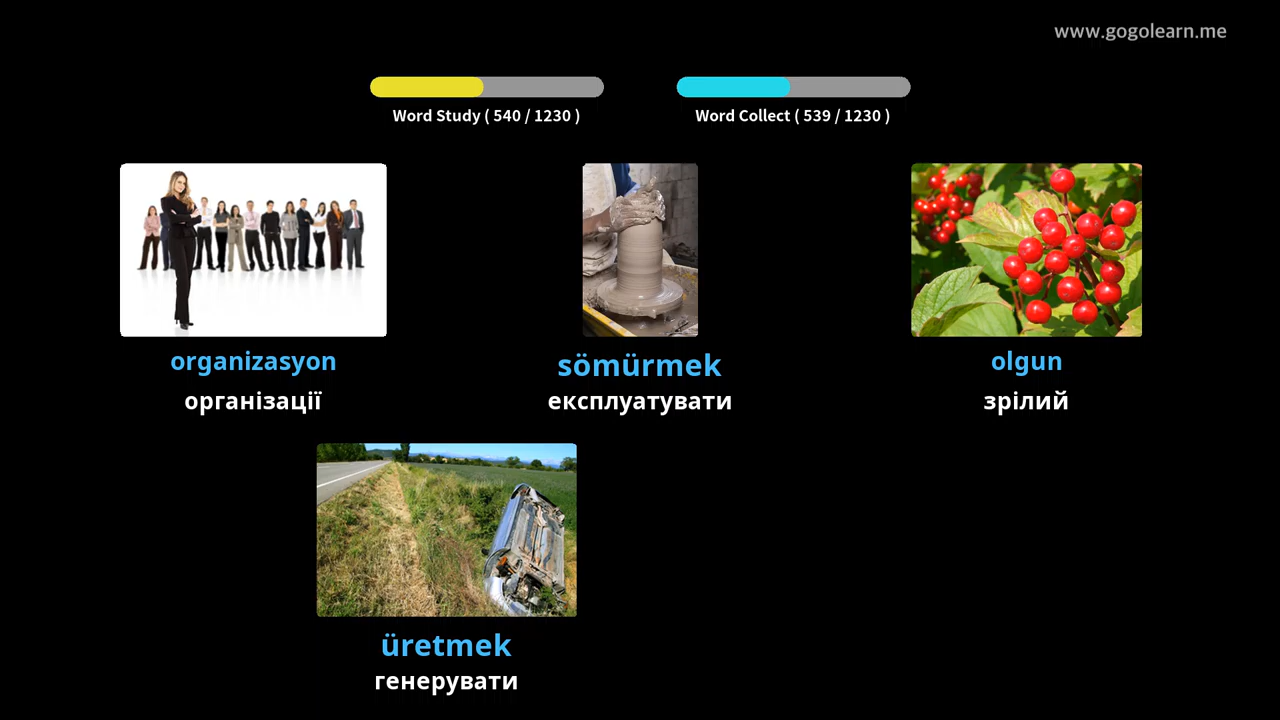 www.gogolearn.me
Word Study ( 540 / 1230 )
Word Collect ( 539 / 1230 )
organizasyon
організації
sömürmek
експлуатувати
olgun
зрілий
üretmek
генерувати